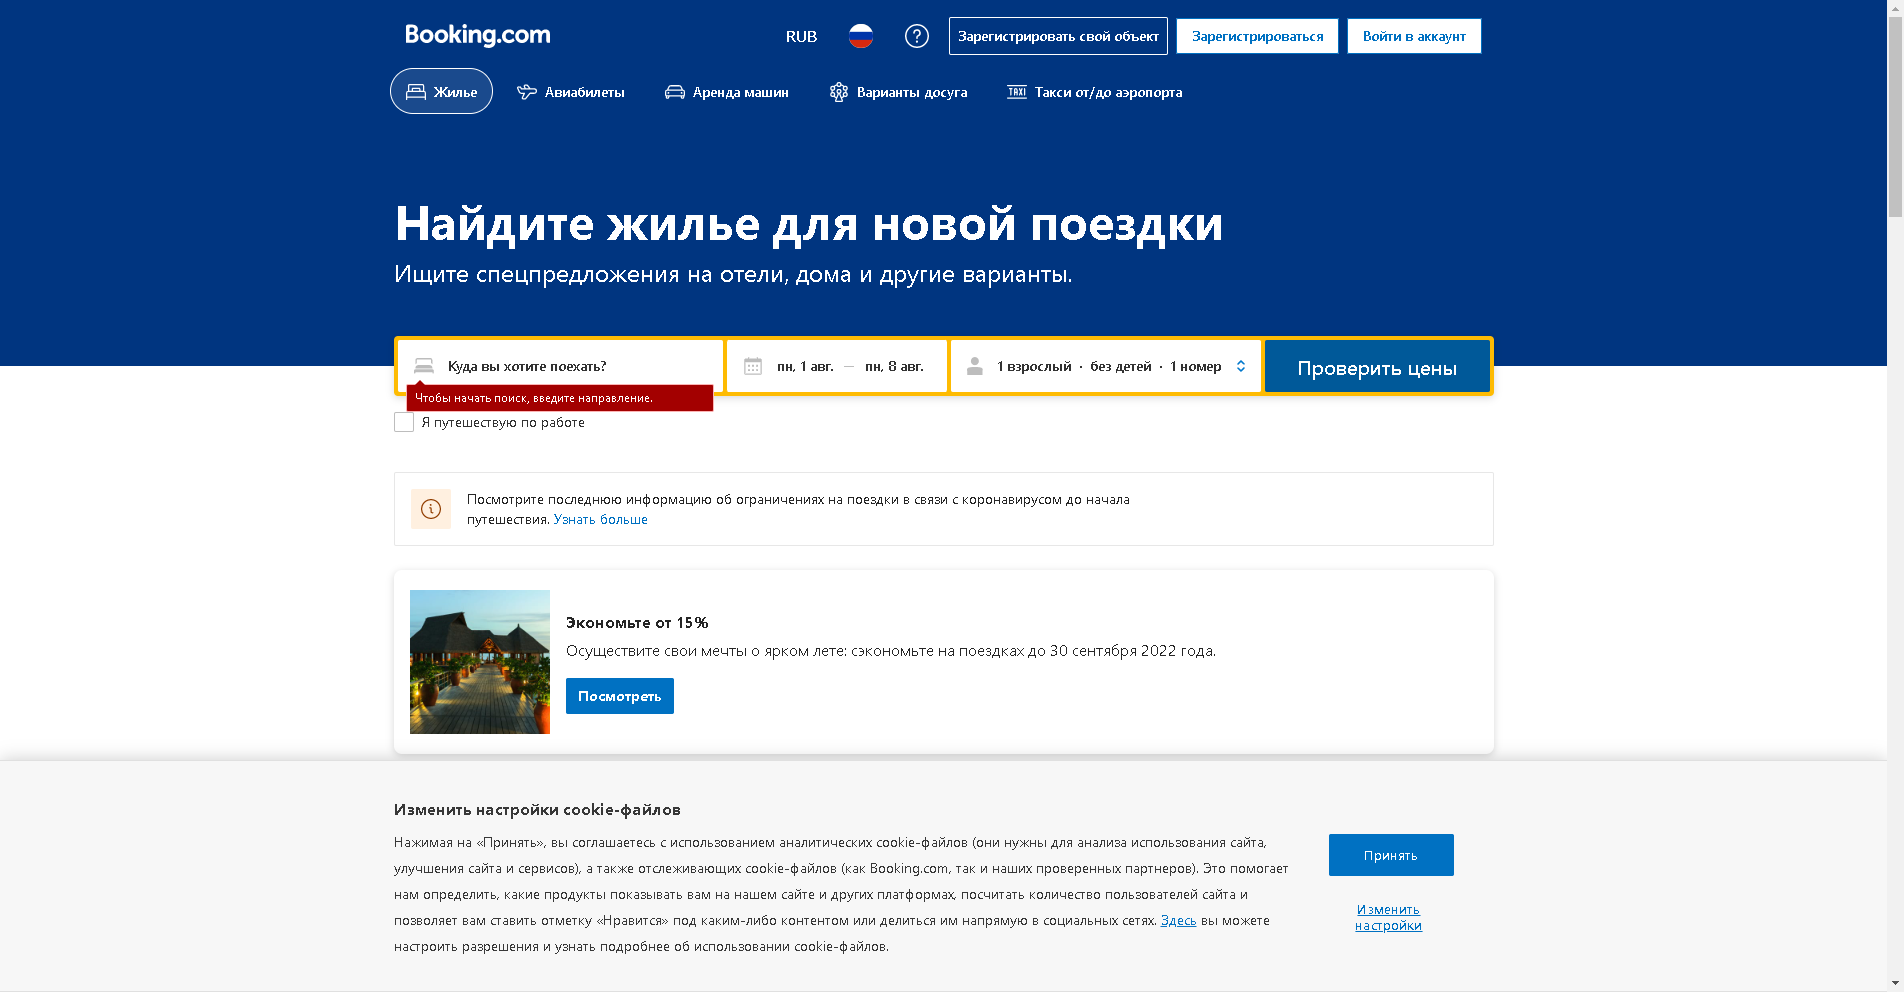 Booking.com
RUB
Зарегистрировать свой объект
Зарегистрироваться
Войти в аккаунт
Жилье
Авиабилеты
Аренда машин
Варианты досуга
TAXI
Такси от/до аэропорта
Найдите жилье для новой поездки
Ищите спецпредложения на отели, дома и другие варианты.
Куда вы хотите поехать?
пн, 1 авг. — пн, 8 авг.
1 взрослый · без детей · 1 номер
Проверить цены
Чтобы начать поиск, введите направление.
Я путешествую по работе
Посмотрите последнюю информацию об ограничениях на поездки в связи с коронавирусом до начала
путешествия. Узнать больше
Экономьте от 15%
Осуществите свои мечты о ярком лете: сэкономьте на поездках до 30 сентября 2022 года.
Посмотреть
Изменить настройки cookie-файлов
Нажимая на «Принять», вы соглашаетесь с использованием аналитических cookie-файлов (они нужны для анализа использования сайта,
улучшения сайта и сервисов), а также отслеживающих cookie-файлов (как Booking.com, так и наших проверенных партнеров). Это помогает
нам определить, какие продукты показывать вам на нашем сайте и других платформах, посчитать количество пользователей сайта и
позволяет вам ставить отметку «Нравится» под каким-либо контентом или делиться им напрямую в социальных сетях. Здесь вы можете
настроить разрешения и узнать подробнее об использовании cookie-файлов.
Принять
Изменить
настройки